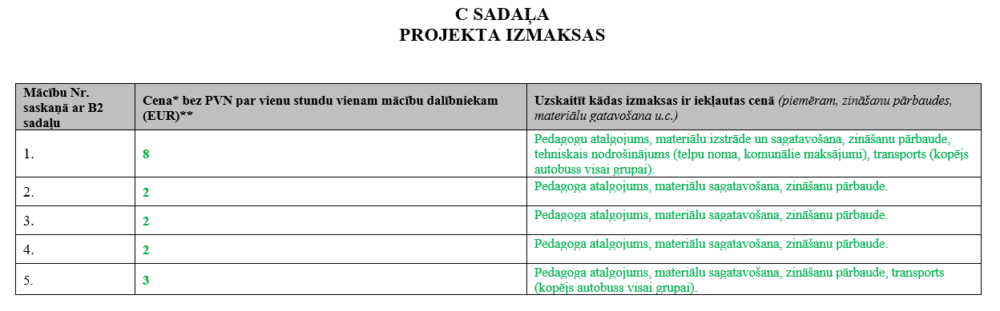 C SADAĻA
PROJEKTA IZMAKSAS
Mācību Nr.
saskaņā ar B2
sadaļu
Cena* bez PVN par vienu stundu vienam mācību dalībniekam
(EUR)**
Uzskaitīt kādas izmaksas ir iekļautas cenā (piemēram, zināšanu pārbaudes,
materiālu gatavošana u.c.)
1.
8
Pedagogu atalgojums, materiālu izstrāde un sagatavošana, zināšanu pārbaude,
tehniskais nodrošinājums (telpu noma, komunālie maksājumi), transports (kopējs
autobuss visai grupai).
2.
2
Pedagoga atalgojums, materiālu sagatavošana, zināšanu pārbaude.
3.
2
Pedagoga atalgojums, materiālu sagatavošana, zināšanu pārbaude.
4.
2
Pedagoga atalgojums, materiālu sagatavošana, zināšanu pārbaude.
5.
3
Pedagoga atalgojums, materiālu sagatavošana, zināšanu pārbaude, transports
(kopējs autobuss visai grupai).